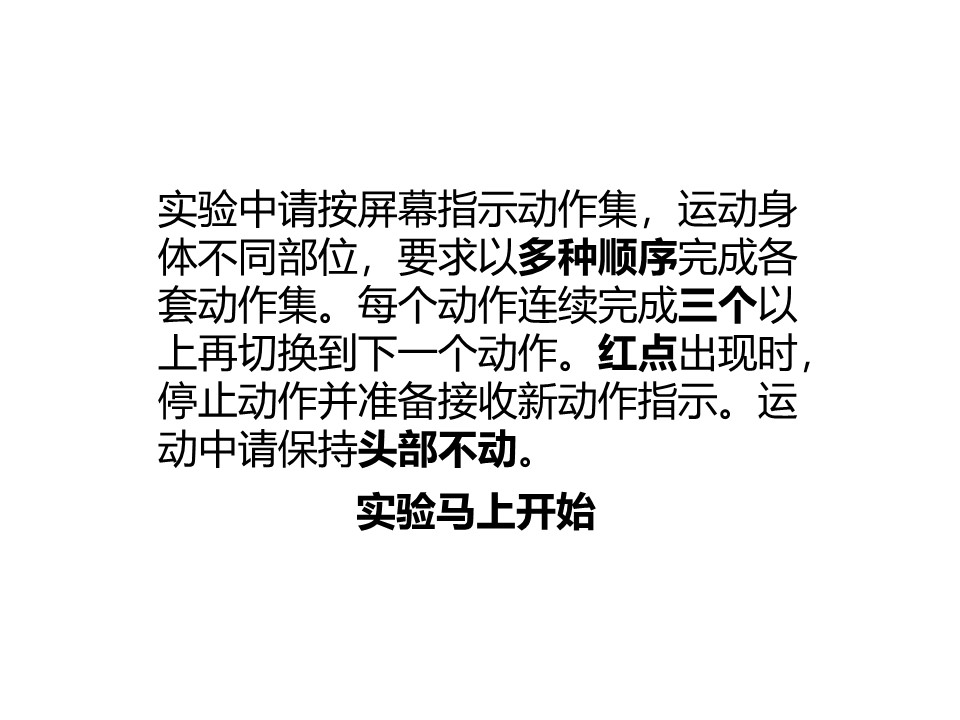 实验中请按屏幕指示动作集，运动身
体不同部位，要求以多种顺序完成各
套动作集。每个动作连续完成三个以
上再切换到下一个动作。红点出现时，
停止动作并准备接收新动作指示。运
动中请保持头部不动。
实验马上开始